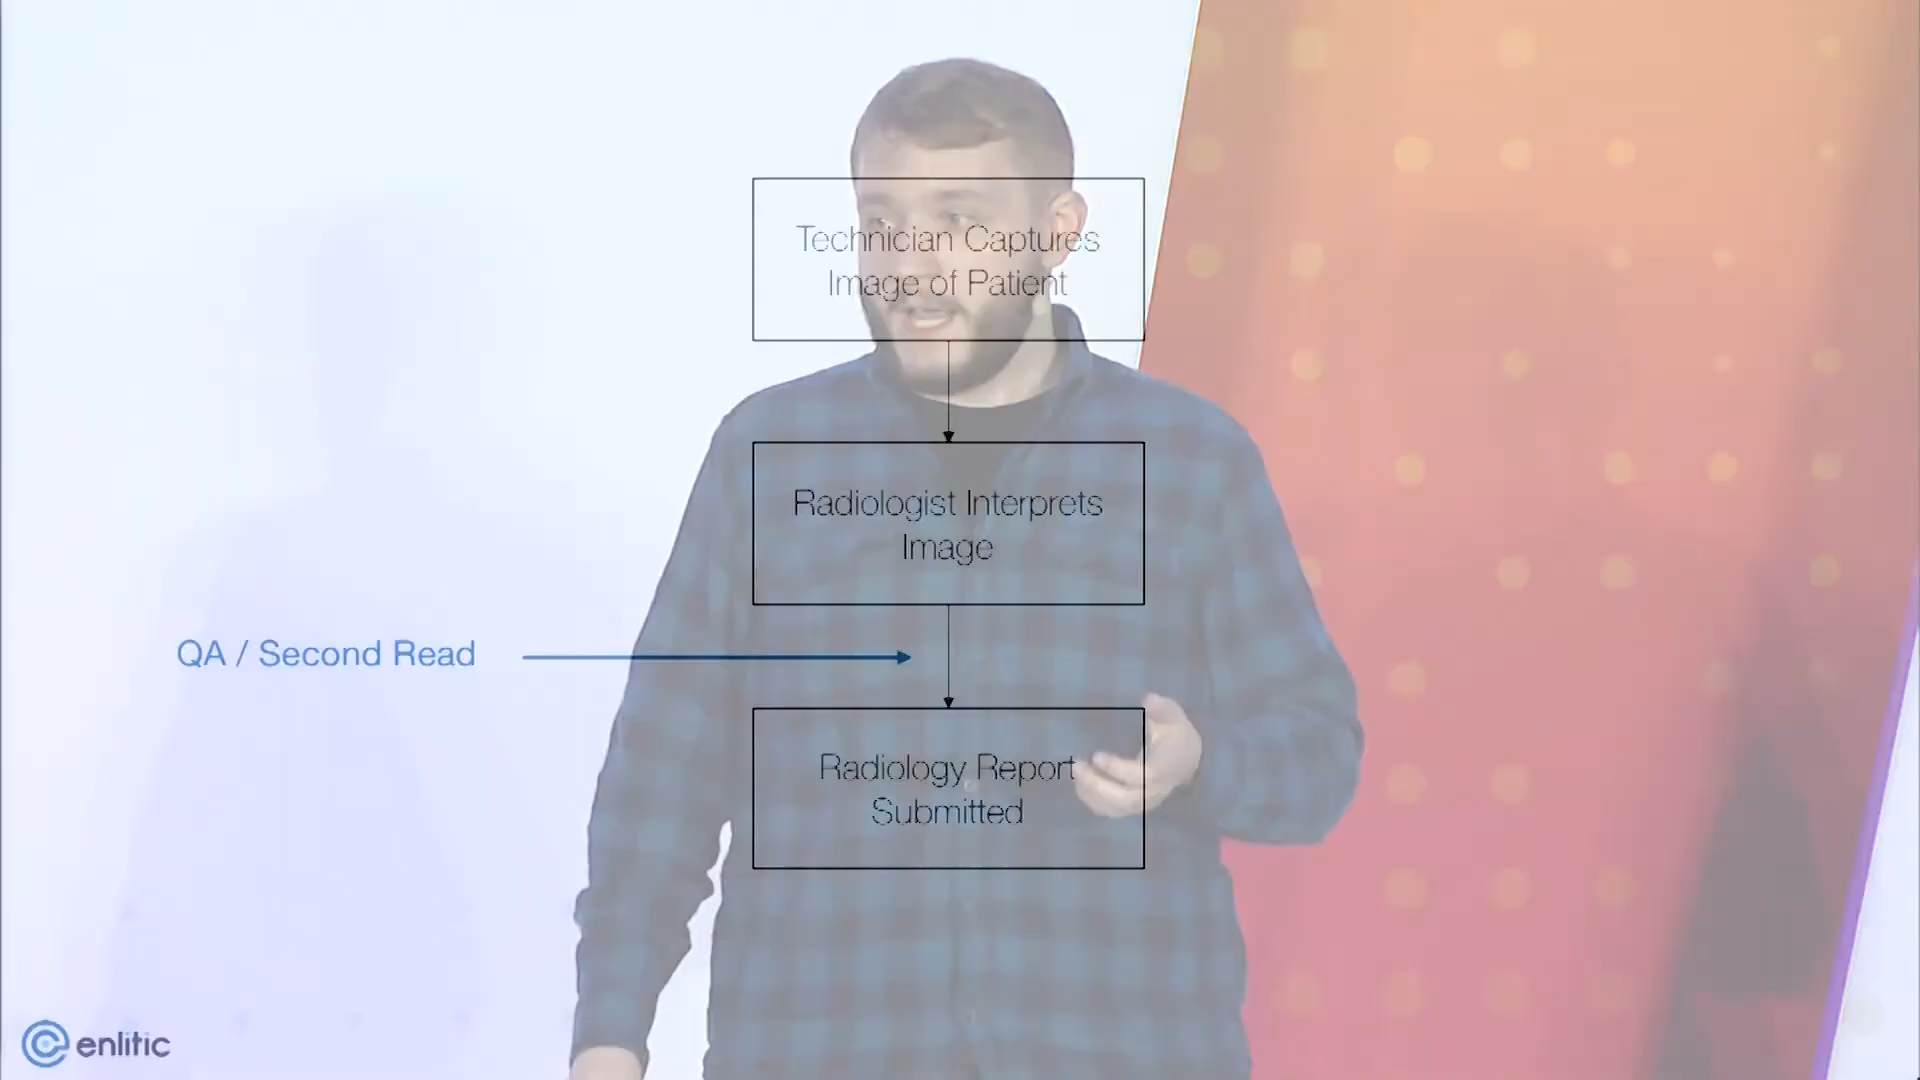 Technician Captures
Image of Patient
Radiologist Interprets
Image
QA / Second Read
Radiology Report
Submitted
enlitic